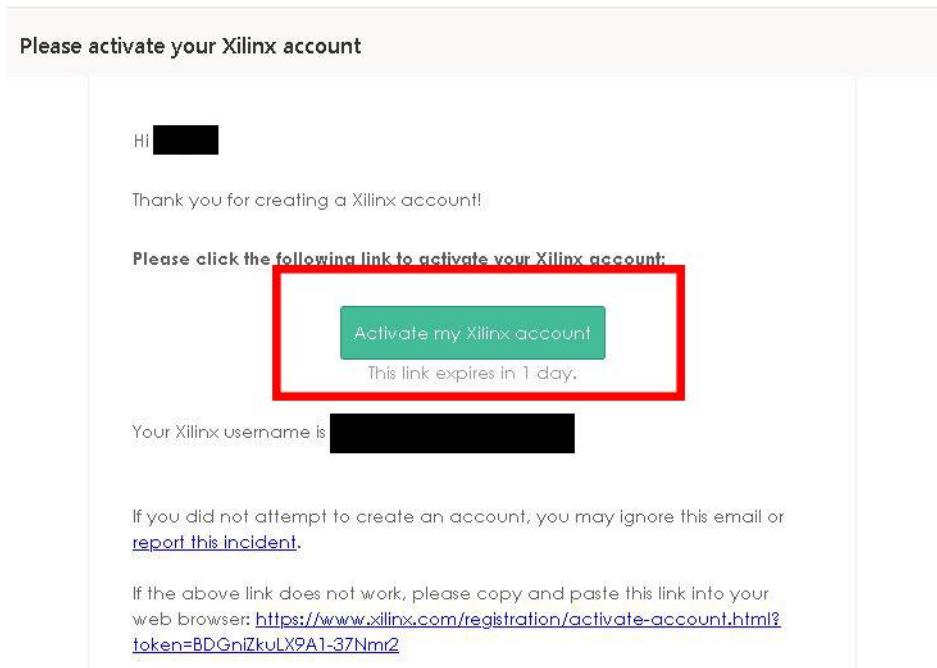 Please activate your Xilinx account
Hi
Thank you for creating a Xilinx account!
Please click the following link to activate your Xilinx account:
Activate my Xilinx account
This link expires in 1 day.
Your Xilinx username is
If you did not attempt to create an account, you may ignore this email or
report this incident.
If the above link does not work, please copy and paste this link into your
web browser: https://www.xilinx.com/registration/activate-account.html?
token=BDGniZkuLX9A1-37Nmr2